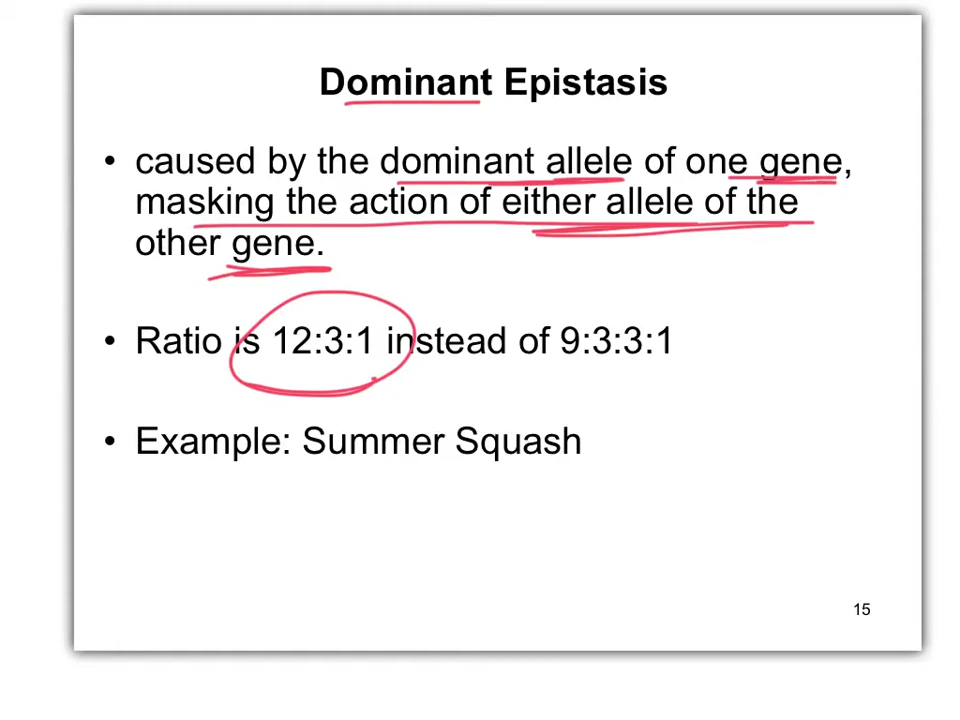 Dominant Epistasis
• caused by the dominant allele of one gene,
masking the action of either allele of the
other gene.
• Ratio is 12:3:1 instead of 9:3:3:1
• Example: Summer Squash
15